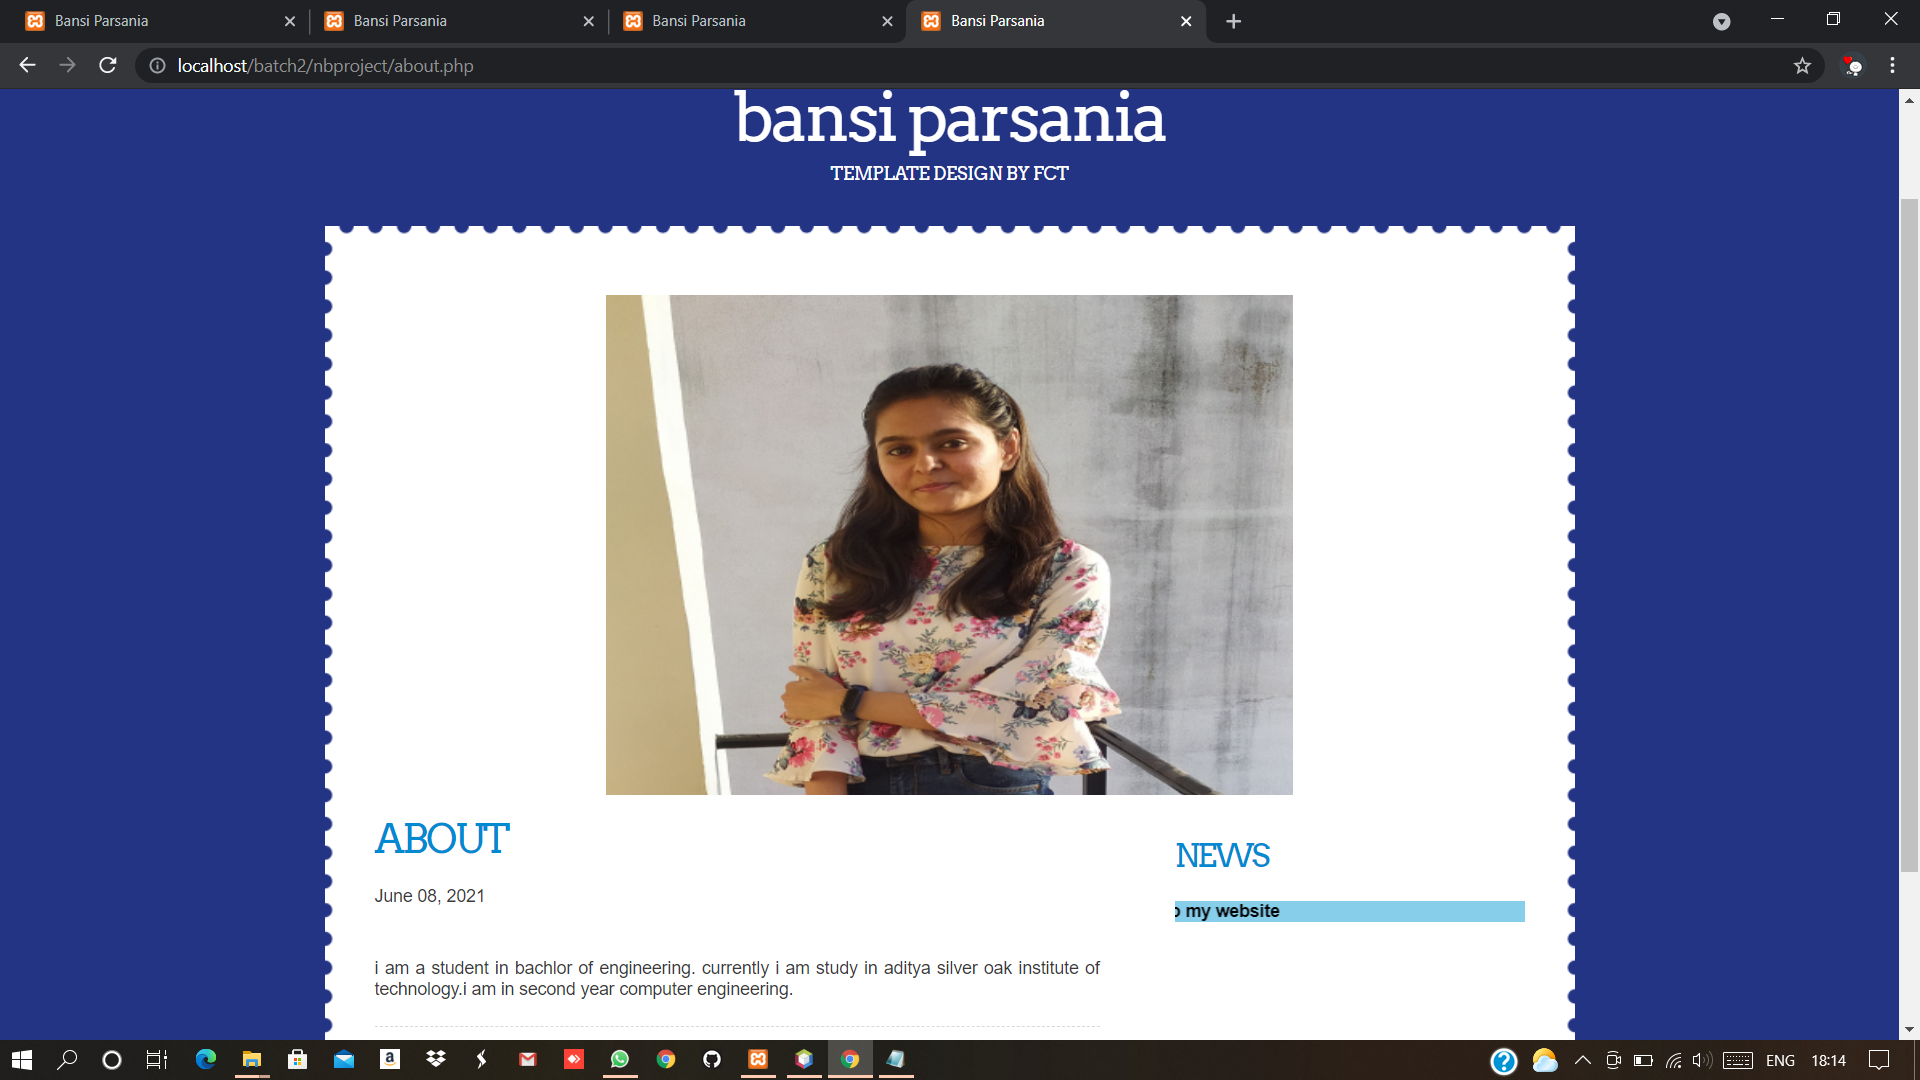 Bansi Parsania
Bansi Parsania
Bansi Parsania
Bansi Parsania
localhost/batch2/nbproject/about.php
bansi parsania
TEMPLATE DESIGN BY FCT
ABOUT
June 08, 2021
i am a student in bachlor of engineering. currently i am study in aditya silver oak institute of
technology.i am in second year computer engineering.
NEWS
o my website
ENG
18:14